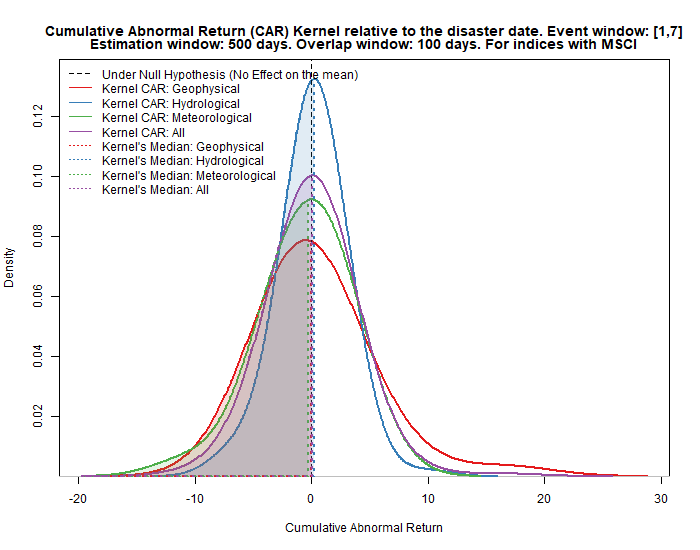 Cumulative Abnormal Return (CAR) Kernel relative to the disaster date. Event window: [1,7]
Estimation window: 500 days. Overlap window: 100 days. For indices with MSCI
Under Null Hypothesis (No Effect on the mean)
Kernel CAR: Geophysical
Kernel CAR: Hydrological
Kernel CAR: Meteorological
Kernel CAR: All
Kernel's Median: Geophysical
Kernel's Median: Hydrological
Kernel's Median: Meteorological
Kernel's Median: All
Density
0.12
0.10
0.08
0.06
0.04
0.02
-20 -10 0 10 20 30
Cumulative Abnormal Return